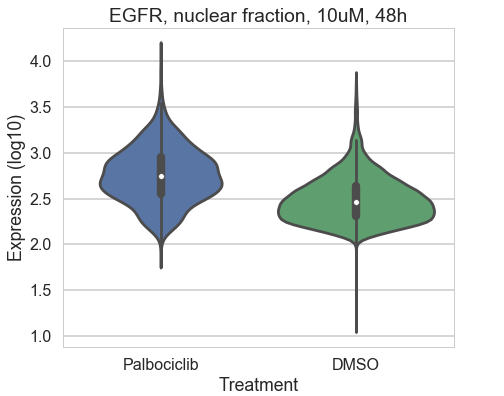 EGFR, nuclear fraction, 10uM, 48h
Expression (log10)
4.0
3.5
3.0
2.5
2.0
1.5
1.0
Palbociclib
DMSO
Treatment